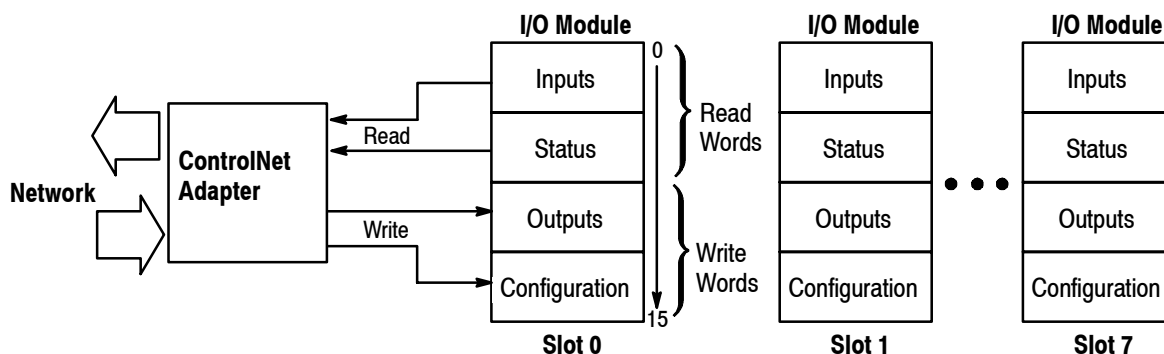 I/O Module
I/O Module
I/O Module
0
Inputs
Inputs
Inputs
Read
Words
Read
Status
Status
Status
ControlNet
Adapter
Network
Outputs
Outputs
Outputs
Write
Write
Words
Configuration
Configuration
Configuration
15
Slot 0
Slot 1
Slot 7